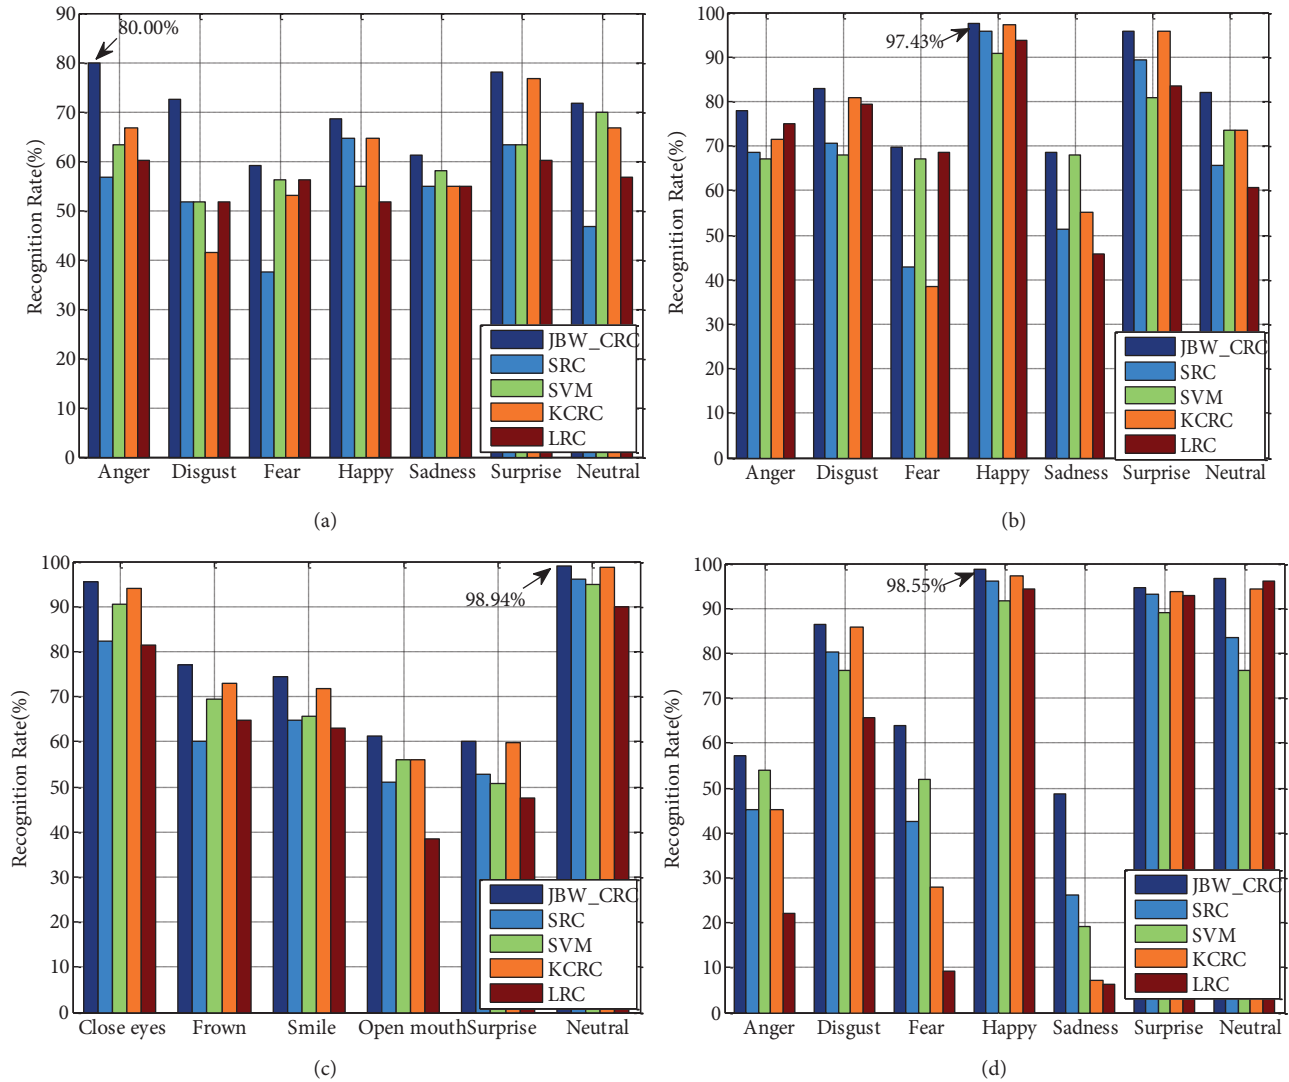 90
80
70
60
50
40
30
20
10
0
Recognition Rate(%)
80.00%
Anger Disgust Fear Happy Sadness Surprise Neutral
JBW_CRC
SRC
SVM
KCRC
LRC
(a)
100
90
80
70
60
50
40
30
20
10
0
Recognition Rate(%)
97.43%
Anger Disgust Fear Happy Sadness Surprise Neutral
JBW_CRC
SRC
SVM
KCRC
LRC
(b)
100
90
80
70
60
50
40
30
20
10
0
Recognition Rate(%)
98.94%
Close eyes Frown Smile Open mouth Surprise Neutral
JBW_CRC
SRC
SVM
KCRC
LRC
(c)
100
90
80
70
60
50
40
30
20
10
0
Recognition Rate(%)
98.55%
Anger Disgust Fear Happy Sadness Surprise Neutral
JBW_CRC
SRC
SVM
KCRC
LRC
(d)